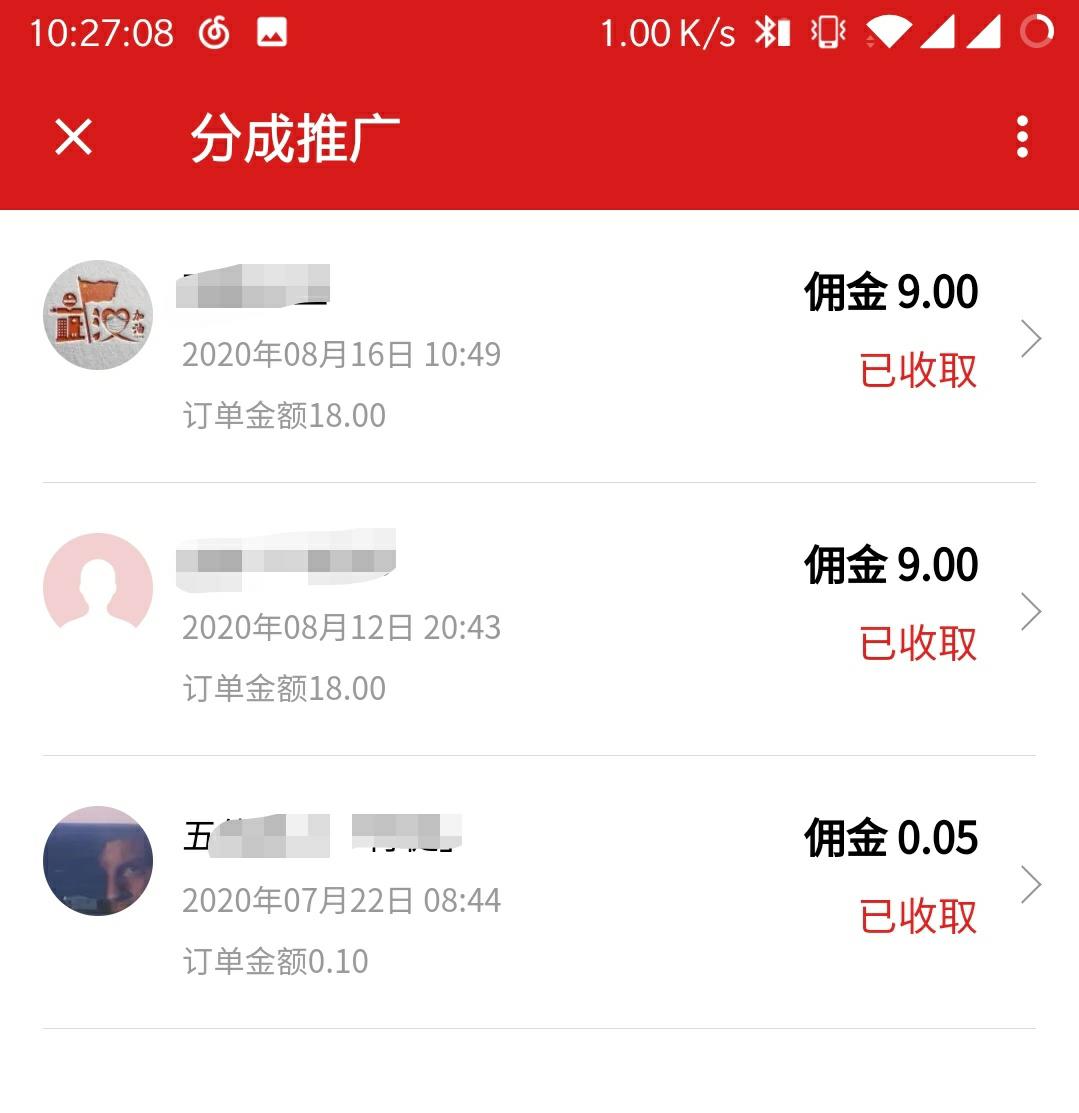 10:27:08 1.00 K/s
分成推广
佣金 9.00
2020年08月16日 10:49
已收取
订单金额18.00
佣金 9.00
2020年08月12日 20:43
已收取
订单金额18.00
五
佣金 0.05
2020年07月22日 08:44
已收取
订单金额0.10